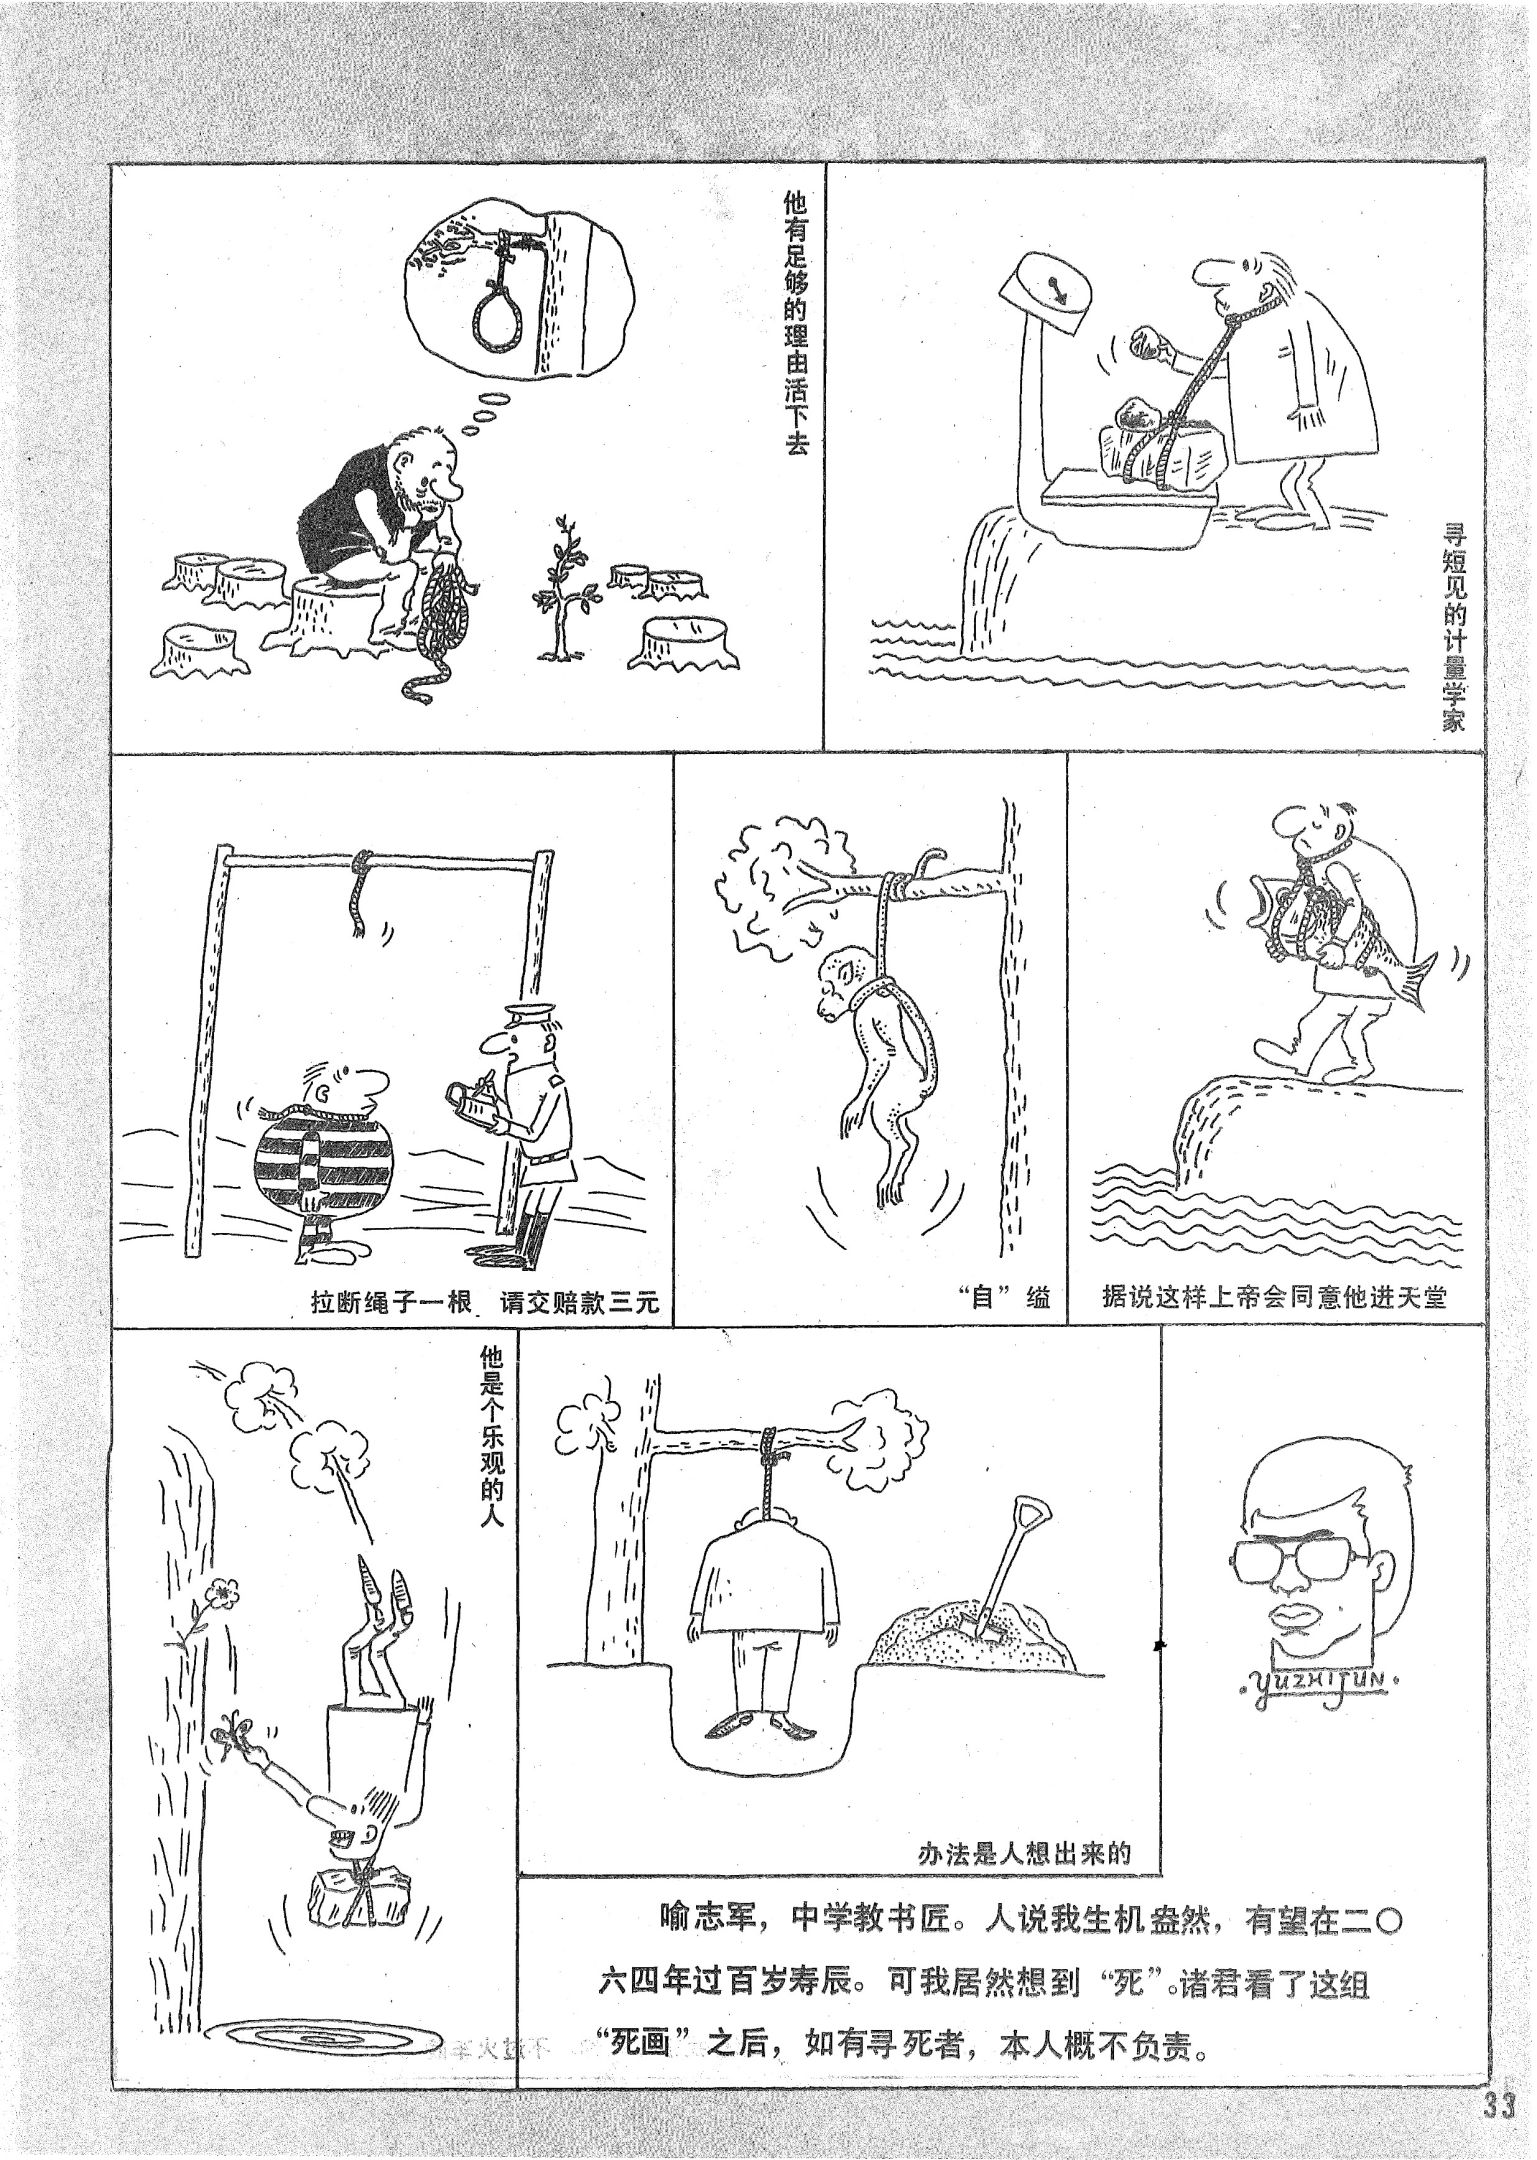 他有足够的理由活下去
寻短见的计量学家
拉断绳子一根 请交赔款三元
“自”缢
据说这样上帝会同意他进天堂
他是个乐观的人
办法是人想出来的
·YUZHIJUN·
喻志军，中学教书匠。人说我生机盎然，有望在二〇
六四年过百岁寿辰。可我居然想到“死”。诸君看了这组
“死画”之后，如有寻死者，本人概不负责。
33